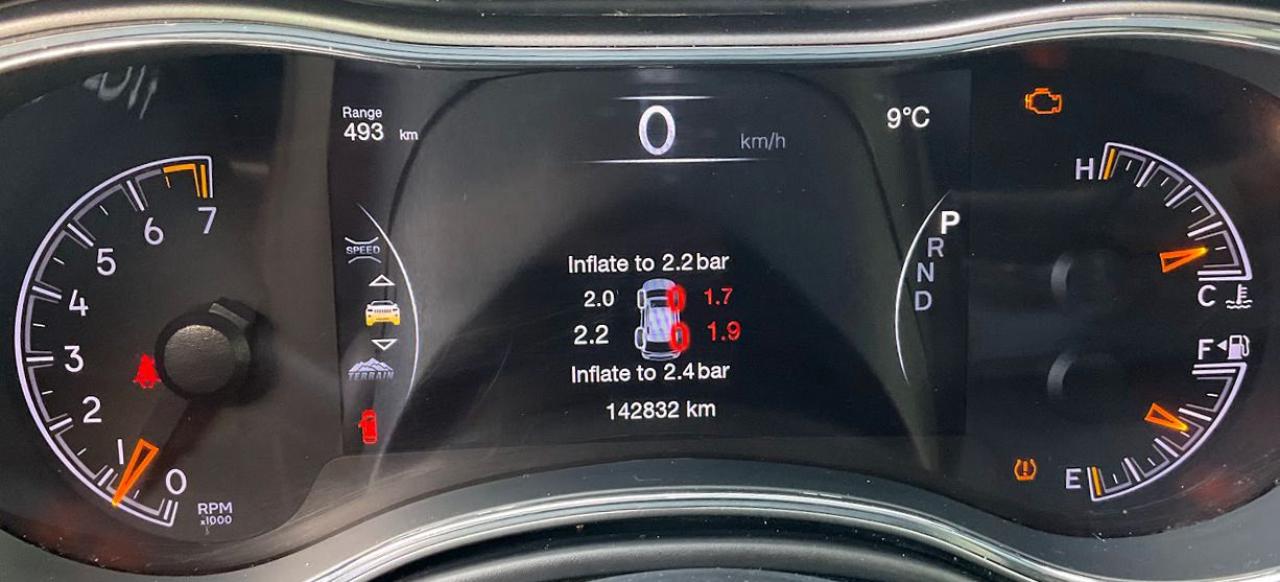 Range
493 km
0 km/h
9°C
H
C
F
E
7
6
5
4
3
2
1
0
RPM
x1000
SPEED
TERRAIN
P
R
N
D
Inflate to 2.2 bar
2.0 1.7
2.2 1.9
Inflate to 2.4 bar
142832 km